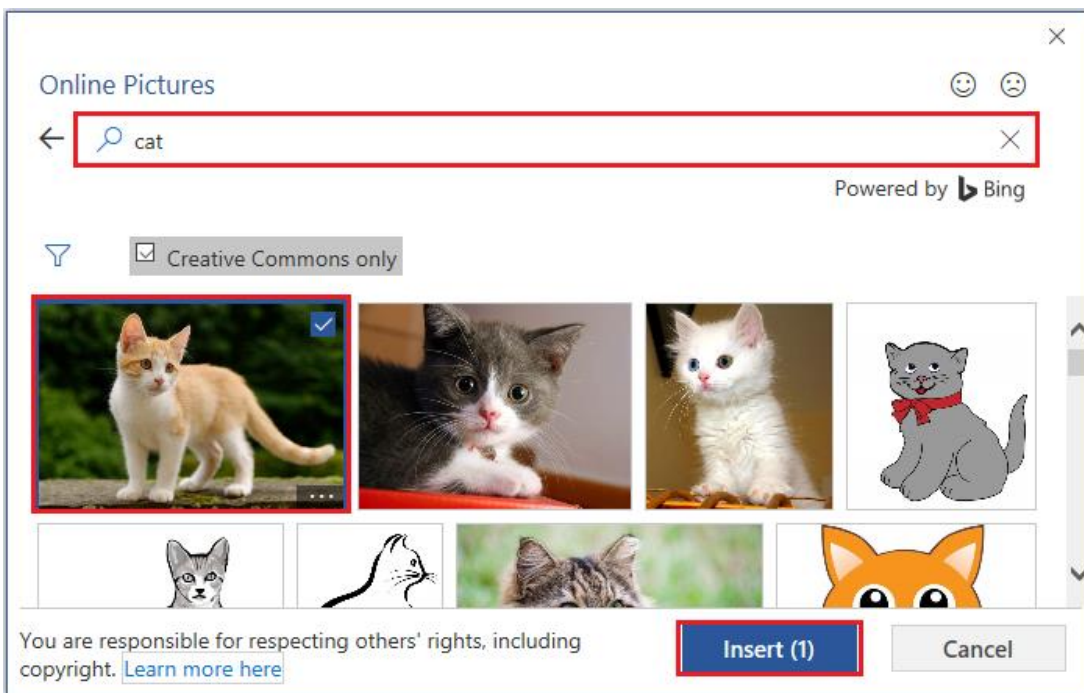 Online Pictures
cat
Powered by Bing
Creative Commons only
You are responsible for respecting others' rights, including
copyright. Learn more here
Insert (1)
Cancel